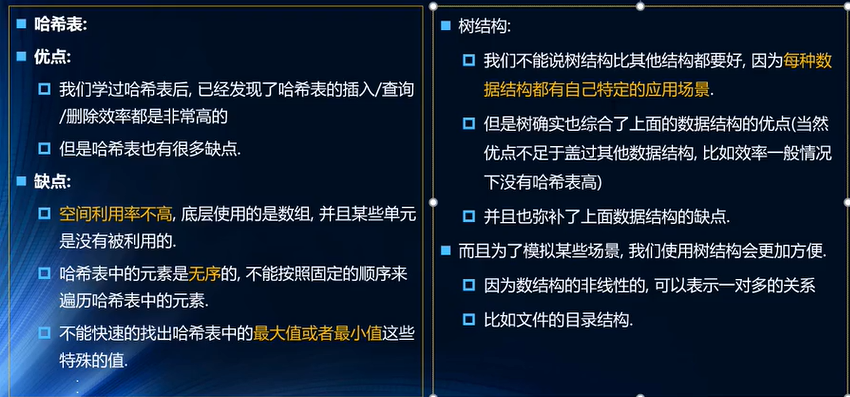 哈希表:
优点:
我们学过哈希表后, 已经发现了哈希表的插入/查询
/删除效率都是非常高的
但是哈希表也有很多缺点.
缺点:
空间利用率不高, 底层使用的是数组, 并且某些单元
是没有被利用的.
哈希表中的元素是无序的, 不能按照固定的顺序来
遍历哈希表中的元素.
不能快速的找出哈希表中的最大值或者最小值这些
特殊的值.
树结构:
我们不能说树结构比其他结构都要好, 因为每种数
据结构都有自己特定的应用场景.
但是树确实也综合了上面的数据结构的优点(当然
优点不足于盖过其他数据结构, 比如效率一般情况
下没有哈希表高)
并且也弥补了上面数据结构的缺点.
而且为了模拟某些场景, 我们使用树结构会更加方便.
因为数结构的非线性的, 可以表示一对多的关系
比如文件的目录结构.